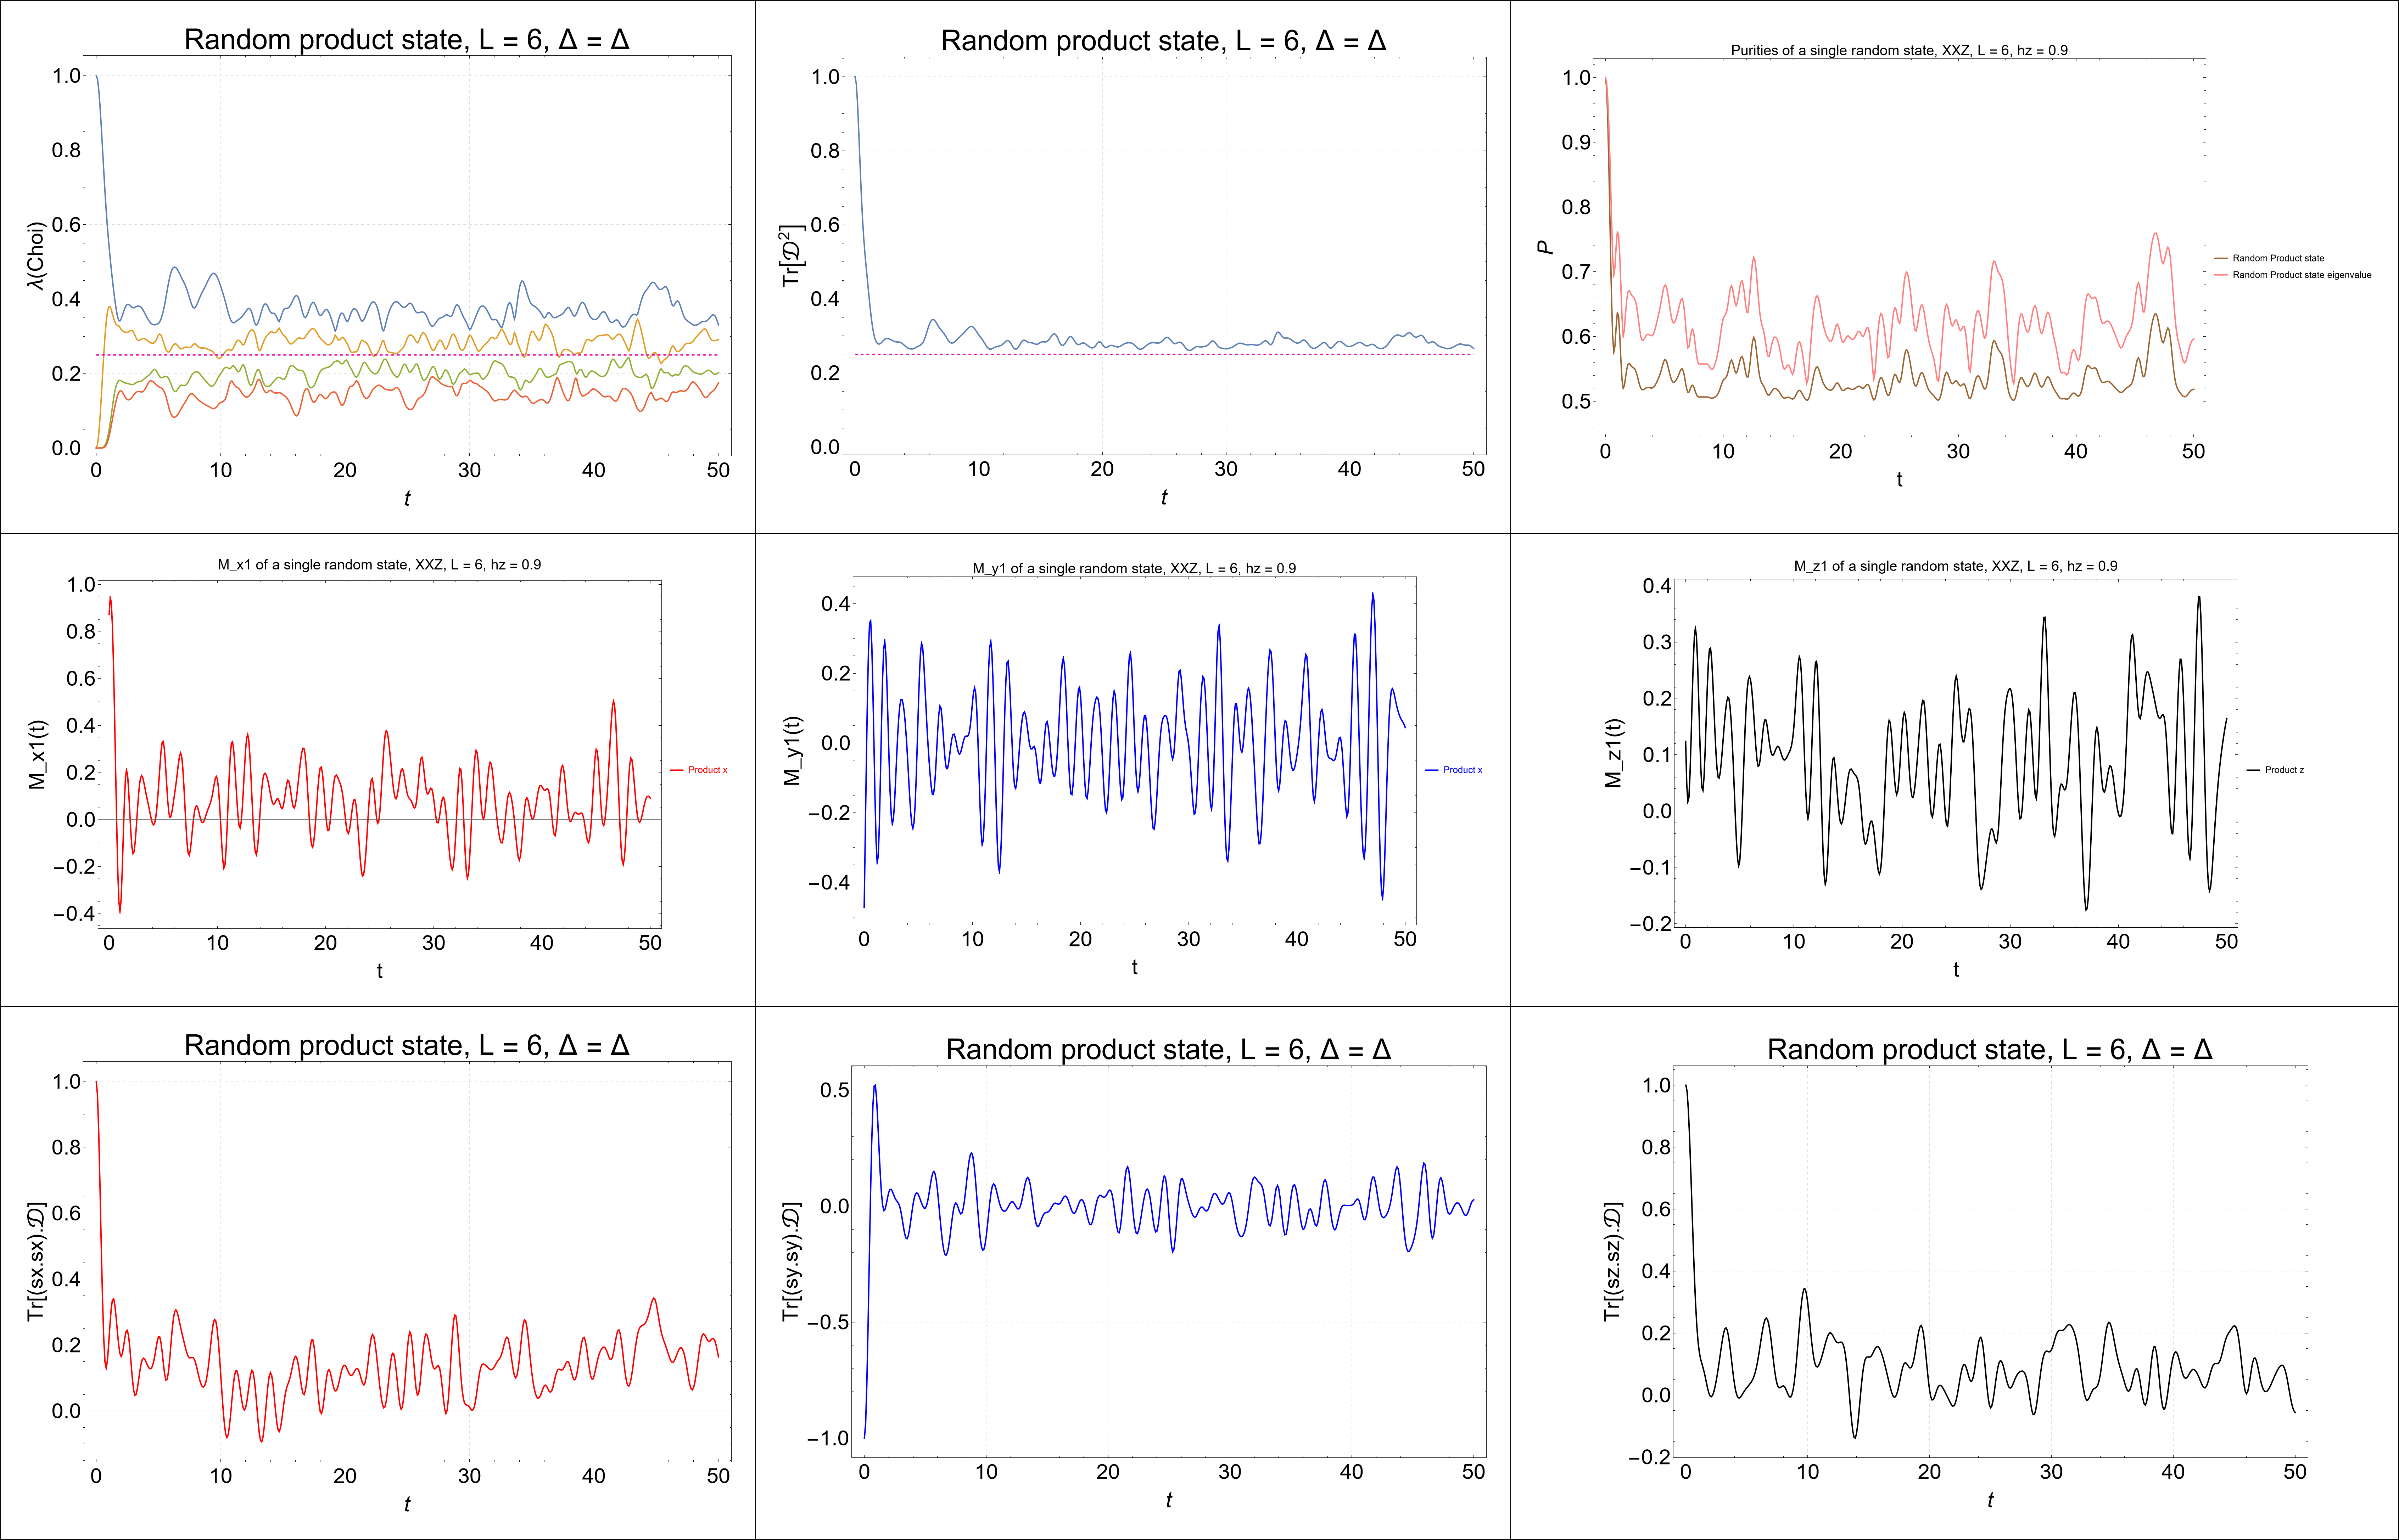 Random product state, L = 6, Δ = Δ
λ(Choi)
1.0
0.8
0.6
0.4
0.2
0.0
0 10 20 30 40 50
t
Random product state, L = 6, Δ = Δ
Tr[𝒟²]
1.0
0.8
0.6
0.4
0.2
0.0
0 10 20 30 40 50
t
Purities of a single random state, XXZ, L = 6, hz = 0.9
P
1.0
0.9
0.8
0.7
0.6
0.5
0 10 20 30 40 50
t
Random Product state
Random Product state eigenvalue
M_x1 of a single random state, XXZ, L = 6, hz = 0.9
M_x1(t)
1.0
0.8
0.6
0.4
0.2
0.0
−0.2
−0.4
0 10 20 30 40 50
t
Product x
M_y1 of a single random state, XXZ, L = 6, hz = 0.9
M_y1(t)
0.4
0.2
0.0
−0.2
−0.4
0 10 20 30 40 50
t
Product x
M_z1 of a single random state, XXZ, L = 6, hz = 0.9
M_z1(t)
0.4
0.3
0.2
0.1
0.0
−0.1
−0.2
0 10 20 30 40 50
t
Product z
Random product state, L = 6, Δ = Δ
Tr[(sx.sx).𝒟]
1.0
0.8
0.6
0.4
0.2
0.0
0 10 20 30 40 50
t
Random product state, L = 6, Δ = Δ
Tr[(sy.sy).𝒟]
0.5
0.0
−0.5
−1.0
0 10 20 30 40 50
t
Random product state, L = 6, Δ = Δ
Tr[(sz.sz).𝒟]
1.0
0.8
0.6
0.4
0.2
0.0
−0.2
0 10 20 30 40 50
t